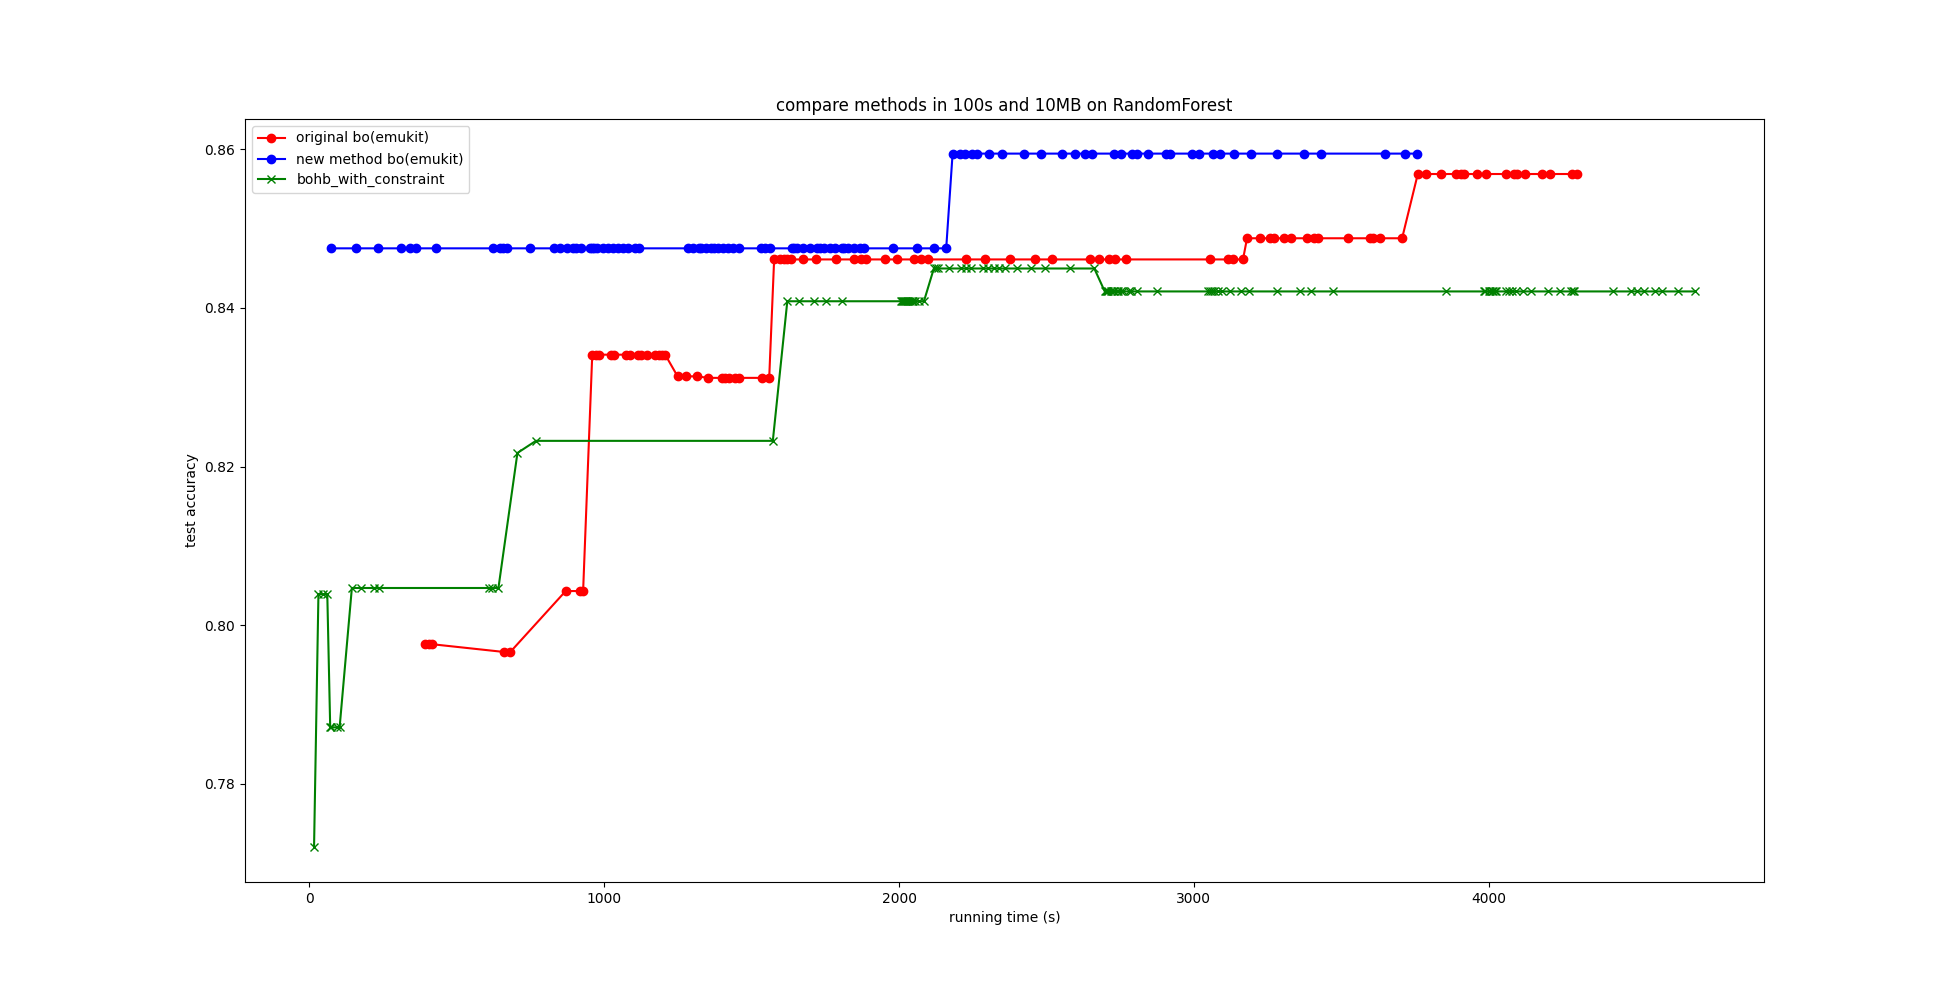 compare methods in 100s and 10MB on RandomForest
original bo(emukit)
new method bo(emukit)
bohb_with_constraint
0.86
0.84
0.82
0.80
0.78
test accuracy
0 1000 2000 3000 4000
running time (s)